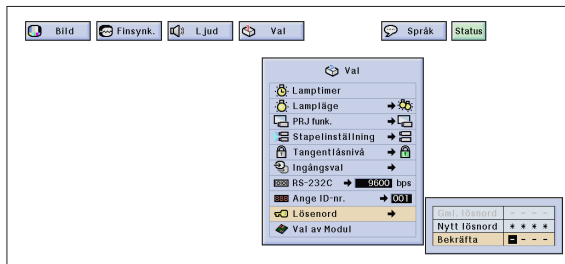 Bild Finsynk. Ljud Val Språk Status
Val
Lamptimer
Lampläge
PRJ funk.
Stapelinställning
Tangentlåsnivå
Ingångsval
RS-232C 9600 bps
Ange ID-nr. 001
Lösenord
Val av Modul
Gml. lösnord - - - -
Nytt lösnord * * * *
Bekräfta - - - -